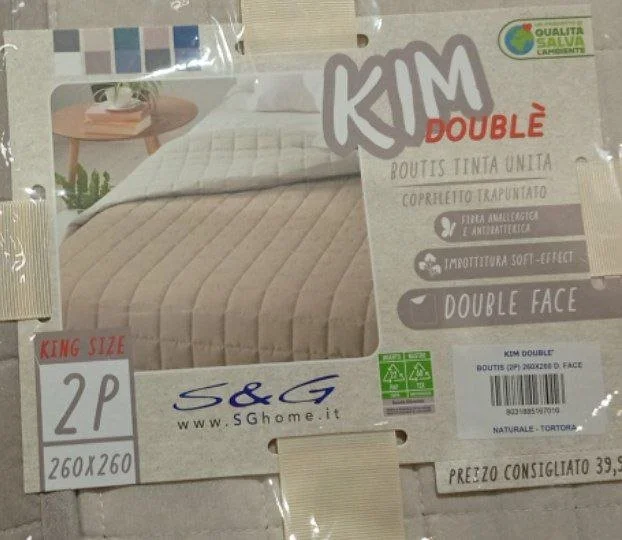 UN PRODOTTO DI
QUALITÀ
SALVA
L'AMBIENTE
KIM
DOUBLÈ
BOUTIS TINTA UNITA
COPRILETTO TRAPUNTATO
FIBRA ANALLERGICA
E ANTIBATTERICA
IMBOTTITURA SOFT-EFFECT
DOUBLE FACE
KING SIZE
2P
260X260
S&G
www.SGhome.it
KIM DOUBLE'
BOUTIS (2P) 260X260 D. FACE
NATURALE - TORTORA
PREZZO CONSIGLIATO 39,5